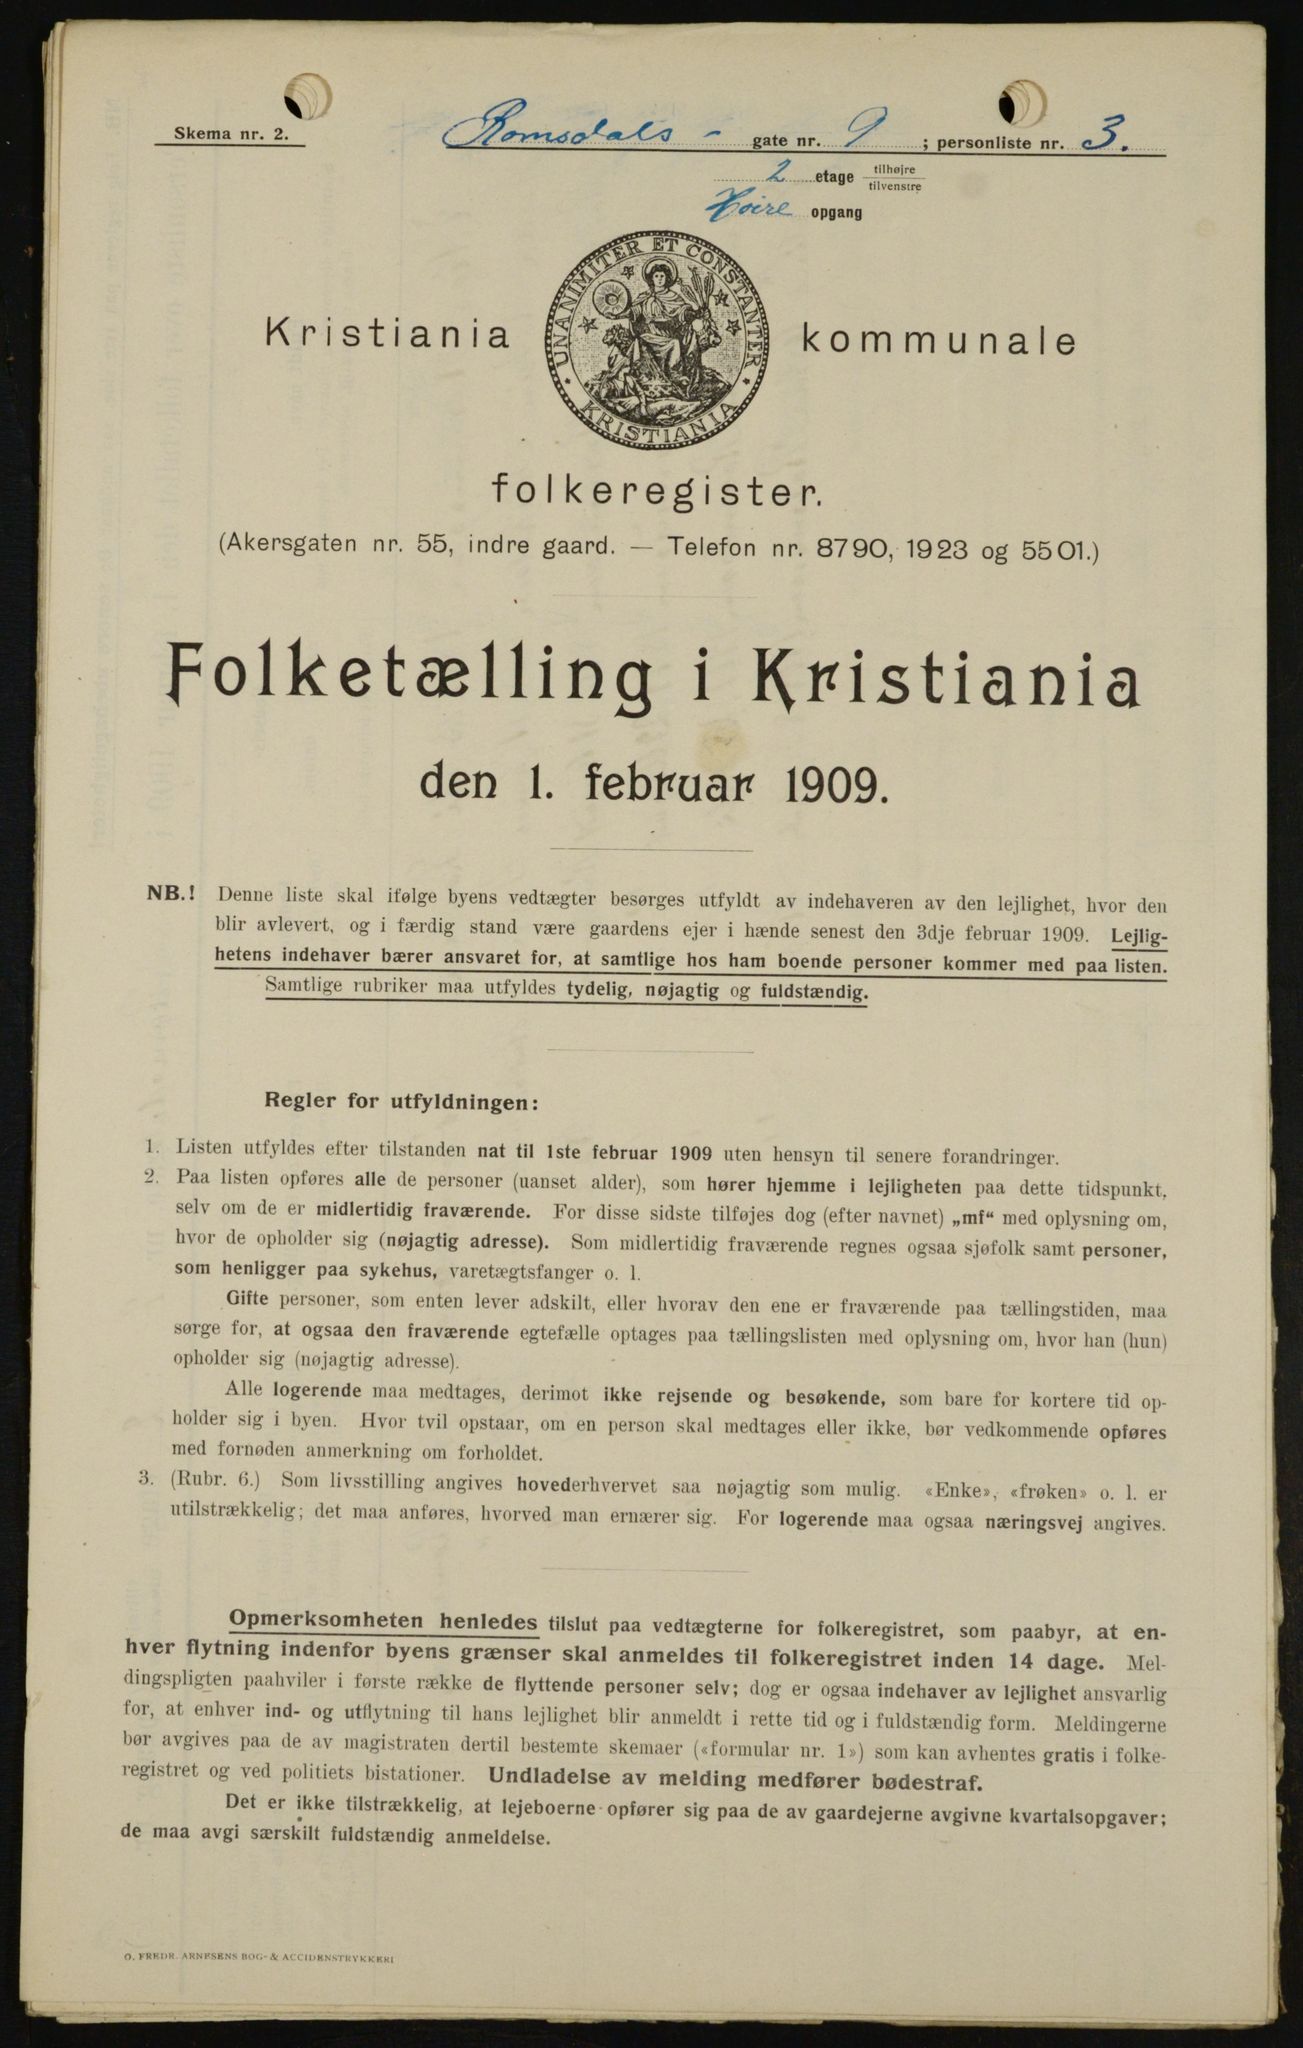 Skema nr. 2.
Romsdals - gate nr. 9 ; personliste nr. 3.
2 etage tilhøjre
tilvenstre
Høire opgang
UNANIMITER ET CONSTANTER
KRISTIANIA
Kristiania kommunale
folkeregister.
(Akersgaten nr. 55, indre gaard. — Telefon nr. 8790, 1923 og 5501.)
Folketælling i Kristiania
den 1. februar 1909.
NB.! Denne liste skal ifølge byens vedtægter besørges utfyldt av indehaveren av den lejlighet, hvor den
blir avlevert, og i færdig stand være gaardens ejer i hænde senest den 3dje februar 1909. Lejlig-
hetens indehaver bærer ansvaret for, at samtlige hos ham boende personer kommer med paa listen.
Samtlige rubriker maa utfyldes tydelig, nøjagtig og fuldstændig.
Regler for utfyldningen:
1. Listen utfyldes efter tilstanden nat til 1ste februar 1909 uten hensyn til senere forandringer.
2. Paa listen opføres alle de personer (uanset alder), som hører hjemme i lejligheten paa dette tidspunkt,
selv om de er midlertidig fraværende. For disse sidste tilføjes dog (efter navnet) „mf“ med oplysning om,
hvor de opholder sig (nøjagtig adresse). Som midlertidig fraværende regnes ogsaa sjøfolk samt personer,
som henligger paa sykehus, varetægtsfanger o. l.
Gifte personer, som enten lever adskilt, eller hvorav den ene er fraværende paa tællingstiden, maa
sørge for, at ogsaa den fraværende egtefælle optages paa tællingslisten med oplysning om, hvor han (hun)
opholder sig (nøjagtig adresse).
Alle logerende maa medtages, derimot ikke rejsende og besøkende, som bare for kortere tid op-
holder sig i byen. Hvor tvil opstaar, om en person skal medtages eller ikke, bør vedkommende opføres
med fornøden anmerkning om forholdet.
3. (Rubr. 6.) Som livsstilling angives hovederhvervet saa nøjagtig som mulig. «Enke», «frøken» o. l. er
utilstrækkelig; det maa anføres, hvorved man ernærer sig. For logerende maa ogsaa næringsvej angives.
Opmerksomheten henledes tilslut paa vedtægterne for folkeregistret, som paabyr, at en-
hver flytning indenfor byens grænser skal anmeldes til folkeregistret inden 14 dage. Mel-
dingspligten paahviler i første række de flyttende personer selv; dog er ogsaa indehaver av lejlighet ansvarlig
for, at enhver ind- og utflytning til hans lejlighet blir anmeldt i rette tid og i fuldstændig form. Meldingerne
bør avgives paa de av magistraten dertil bestemte skemaer («formular nr. 1») som kan avhentes gratis i folke-
registret og ved politiets bistationer. Undladelse av melding medfører bødestraf.
Det er ikke tilstrækkelig, at lejeboerne opfører sig paa de av gaardejerne avgivne kvartalsopgaver;
de maa avgi særskilt fuldstændig anmeldelse.
O. FREDR. ARNESENS BOG- & ACCIDENSTRYKKERI